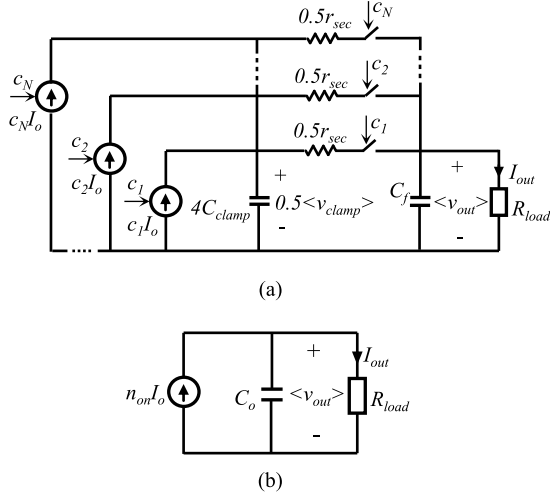 c_N
0.5r_sec
c_N
c_N I_o
c_2
0.5r_sec
c_2
c_2 I_o
c_1
0.5r_sec
c_1
c_1 I_o
4C_clamp
+
0.5<v_clamp>
-
C_f
+
<v_out>
-
I_out
R_load
(a)
n_on I_o
C_o
+
<v_out>
-
I_out
R_load
(b)